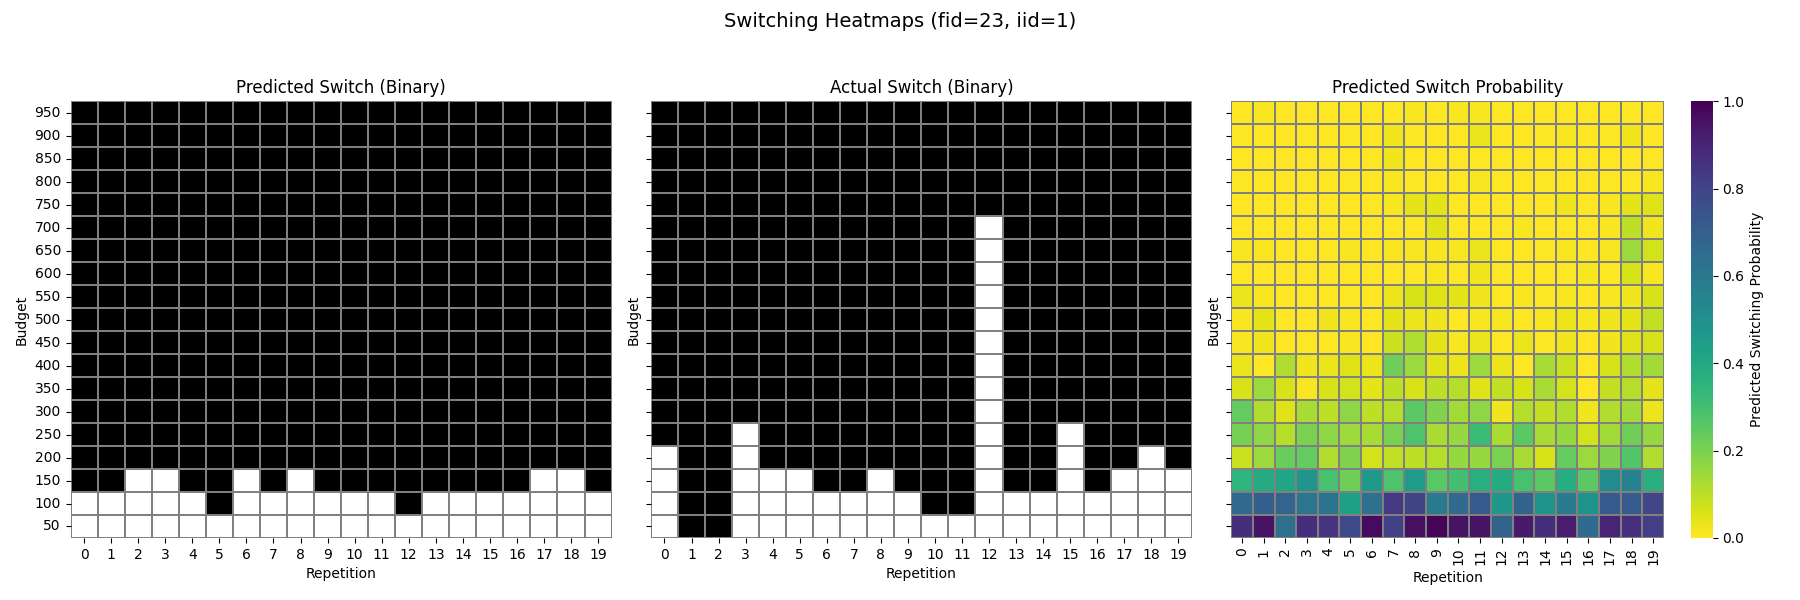 Switching Heatmaps (fid=23, iid=1)
Predicted Switch (Binary)
Budget
950
900
850
800
750
700
650
600
550
500
450
400
350
300
250
200
150
100
50
0 1 2 3 4 5 6 7 8 9 10 11 12 13 14 15 16 17 18 19
Repetition
Actual Switch (Binary)
Budget
0 1 2 3 4 5 6 7 8 9 10 11 12 13 14 15 16 17 18 19
Repetition
Predicted Switch Probability
Budget
0 1 2 3 4 5 6 7 8 9 10 11 12 13 14 15 16 17 18 19
Repetition
1.0
0.8
0.6
0.4
0.2
0.0
Predicted Switching Probability